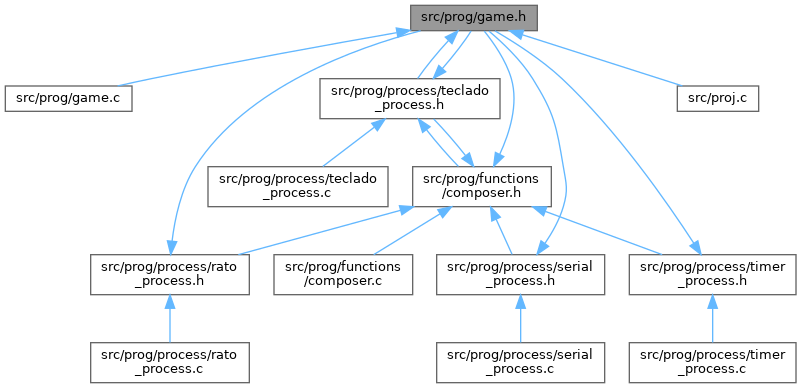 src/prog/game.h
src/prog/game.c
src/prog/process/teclado
_process.h
src/proj.c
src/prog/process/teclado
_process.c
src/prog/functions
/composer.h
src/prog/process/rato
_process.h
src/prog/functions
/composer.c
src/prog/process/serial
_process.h
src/prog/process/timer
_process.h
src/prog/process/rato
_process.c
src/prog/process/serial
_process.c
src/prog/process/timer
_process.c